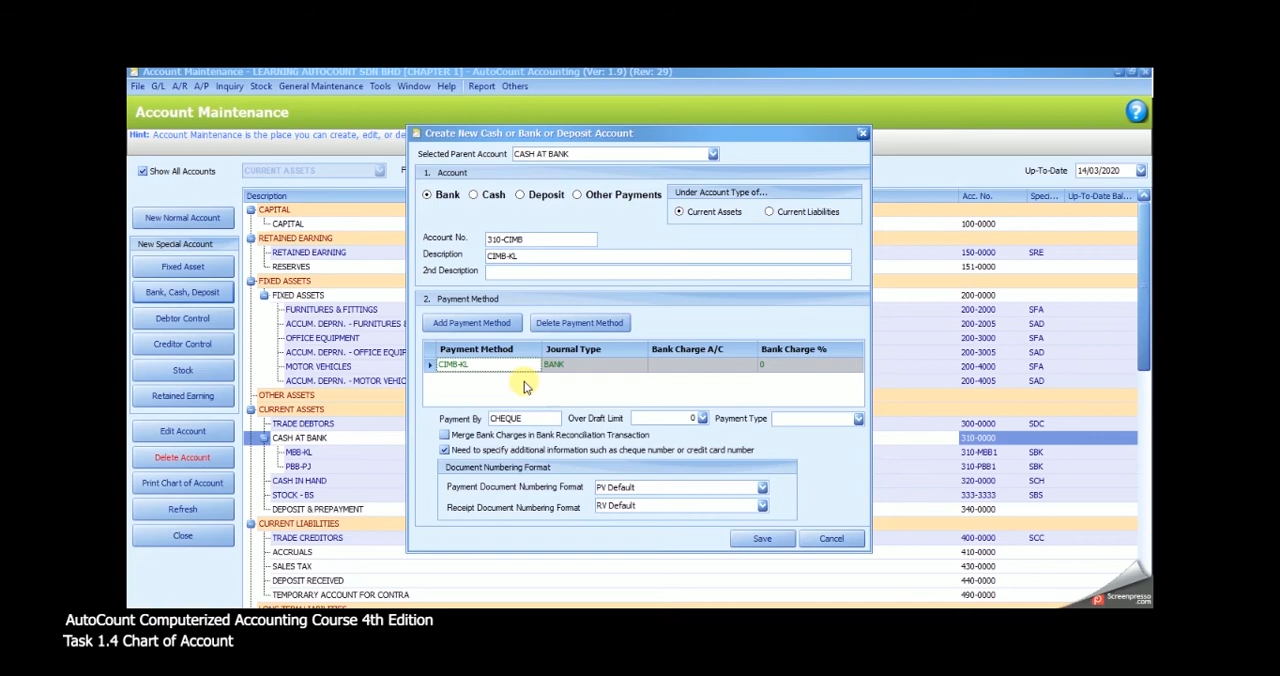 Account Maintenance - LEARNING AUTOCOUNT SDN BHD [CHAPTER 1] - AutoCount Accounting (Ver: 1.9) (Rev: 29)
File G/L A/R A/P Inquiry Stock General Maintenance Tools Window Help Report Others
Account Maintenance
Hint: Account Maintenance is the place you can create, edit, or de
Create New Cash or Bank or Deposit Account
Selected Parent Account CASH AT BANK
Show All Accounts CURRENT ASSETS
Up-To-Date 14/03/2020
1. Account
Bank Cash Deposit Other Payments
Under Account Type of...
Current Assets Current Liabilities
Account No. 310-CIMB
Description CIMB-KL
2nd Description
2. Payment Method
Add Payment Method Delete Payment Method
Payment Method Journal Type Bank Charge A/C Bank Charge %
CIMB-KL BANK 0
Payment By CHEQUE Over Draft Limit 0 Payment Type
Merge Bank Charges in Bank Reconciliation Transaction
Need to specify additional information such as cheque number or credit card number
Document Numbering Format
Payment Document Numbering Format PV Default
Receipt Document Numbering Format RV Default
Save Cancel
New Normal Account
New Special Account
Fixed Asset
Bank, Cash, Deposit
Debtor Control
Creditor Control
Stock
Retained Earning
Edit Account
Delete Account
Print Chart of Account
Refresh
Close
Description Acc. No. Speci... Up-To-Date Bal...
CAPITAL
CAPITAL 100-0000
RETAINED EARNING
RETAINED EARNING 150-0000 SRE
RESERVES 151-0000
FIXED ASSETS
FIXED ASSETS 200-0000
FURNITURES & FITTINGS 200-2000 SFA
ACCUM. DEPRN. - FURNITURES & 200-2005 SAD
OFFICE EQUIPMENT 200-3000 SFA
ACCUM. DEPRN. - OFFICE EQUIP 200-3005 SAD
MOTOR VEHICLES 200-4000 SFA
ACCUM. DEPRN. - MOTOR VEHICL 200-4005 SAD
OTHER ASSETS
CURRENT ASSETS
TRADE DEBTORS 300-0000 SDC
CASH AT BANK 310-0000
MBB-KL 310-MBB1 SBK
PBB-PJ 310-PBB1 SBK
CASH IN HAND 320-0000 SCH
STOCK - BS 333-3333 SBS
DEPOSIT & PREPAYMENT 340-0000
CURRENT LIABILITIES
TRADE CREDITORS 400-0000 SCC
ACCRUALS 410-0000
SALES TAX 430-0000
DEPOSIT RECEIVED 440-0000
TEMPORARY ACCOUNT FOR CONTRA 490-0000
Screenpresso
.com
AutoCount Computerized Accounting Course 4th Edition
Task 1.4 Chart of Account